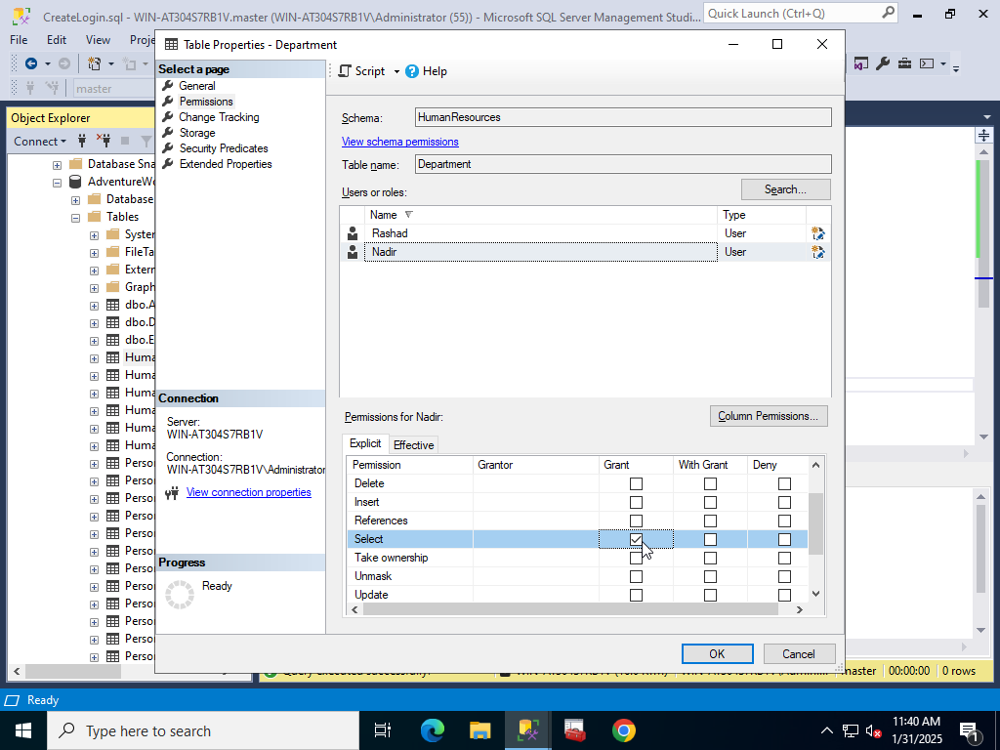 CreateLogin.sql - WIN-AT304S7RB1V.master (WIN-AT304S7RB1V\Administrator (55)) - Microsoft SQL Server Management Studi...
Quick Launch (Ctrl+Q)
File Edit View Proje
master
Object Explorer
Connect
Database Sna
AdventureWo
Database
Tables
System
FileTa
Extern
Graph
dbo.A
dbo.D
dbo.E
Huma
Huma
Huma
Huma
Huma
Huma
Perso
Perso
Perso
Perso
Perso
Perso
Perso
Perso
Perso
Perso
Perso
Perso
Table Properties - Department
Select a page
General
Permissions
Change Tracking
Storage
Security Predicates
Extended Properties
Connection
Server:
WIN-AT304S7RB1V
Connection:
WIN-AT304S7RB1V\Administrator
View connection properties
Progress
Ready
Script Help
Schema: HumanResources
View schema permissions
Table name: Department
Users or roles: Search...
Name Type
Rashad User
Nadir User
Permissions for Nadir: Column Permissions...
Explicit Effective
Permission Grantor Grant With Grant Deny
Delete
Insert
References
Select
Take ownership
Unmask
Update
OK Cancel
master 00:00:00 0 rows
Ready
Type here to search
11:40 AM
1/31/2025
1